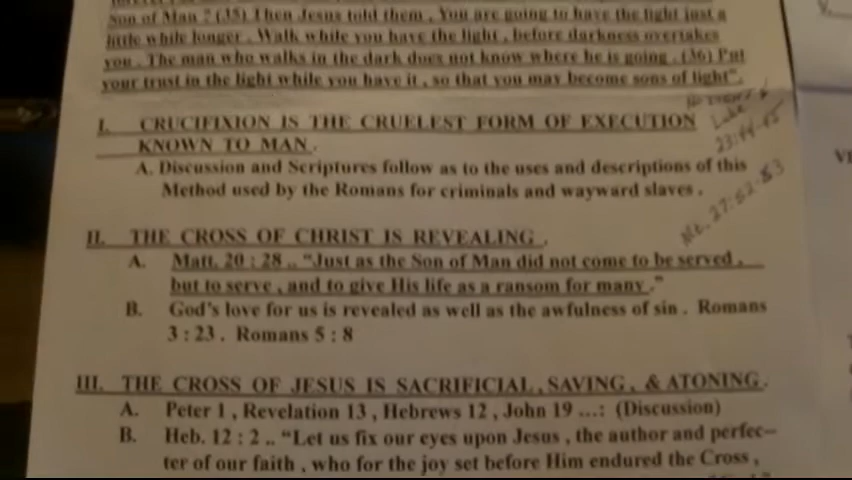 Son of Man ? (35) Then Jesus told them , You are going to have the light just a
little while longer . Walk while you have the light , before darkness overtakes
you . The man who walks in the dark does not know where he is going . (36) Put
your trust in the light while you have it , so that you may become sons of light".
I. CRUCIFIXION IS THE CRUELEST FORM OF EXECUTION
KNOWN TO MAN .
A. Discussion and Scriptures follow as to the uses and descriptions of this
Method used by the Romans for criminals and wayward slaves .
Luke
23:44-45
Mt. 27:52-53
II. THE CROSS OF CHRIST IS REVEALING .
A. Matt. 20 : 28 .. "Just as the Son of Man did not come to be served ,
but to serve , and to give His life as a ransom for many ."
B. God's love for us is revealed as well as the awfulness of sin . Romans
3 : 23 . Romans 5 : 8
III. THE CROSS OF JESUS IS SACRIFICIAL , SAVING , & ATONING .
A. Peter 1 , Revelation 13 , Hebrews 12 , John 19 ...: (Discussion)
B. Heb. 12 : 2 .. "Let us fix our eyes upon Jesus , the author and perfec--
ter of our faith , who for the joy set before Him endured the Cross ,